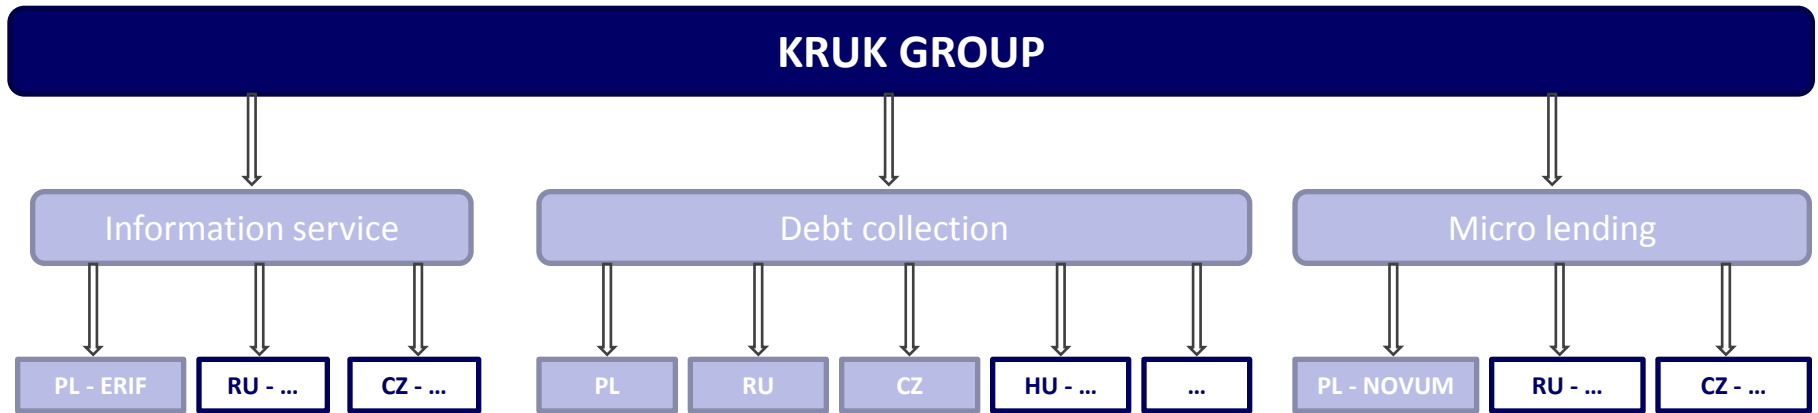 KRUK GROUP
Information service
Debt collection
Micro lending
PL - ERIF
RU - ...
CZ - ...
PL
RU
CZ
HU - ...
...
PL - NOVUM
RU - ...
CZ - ...